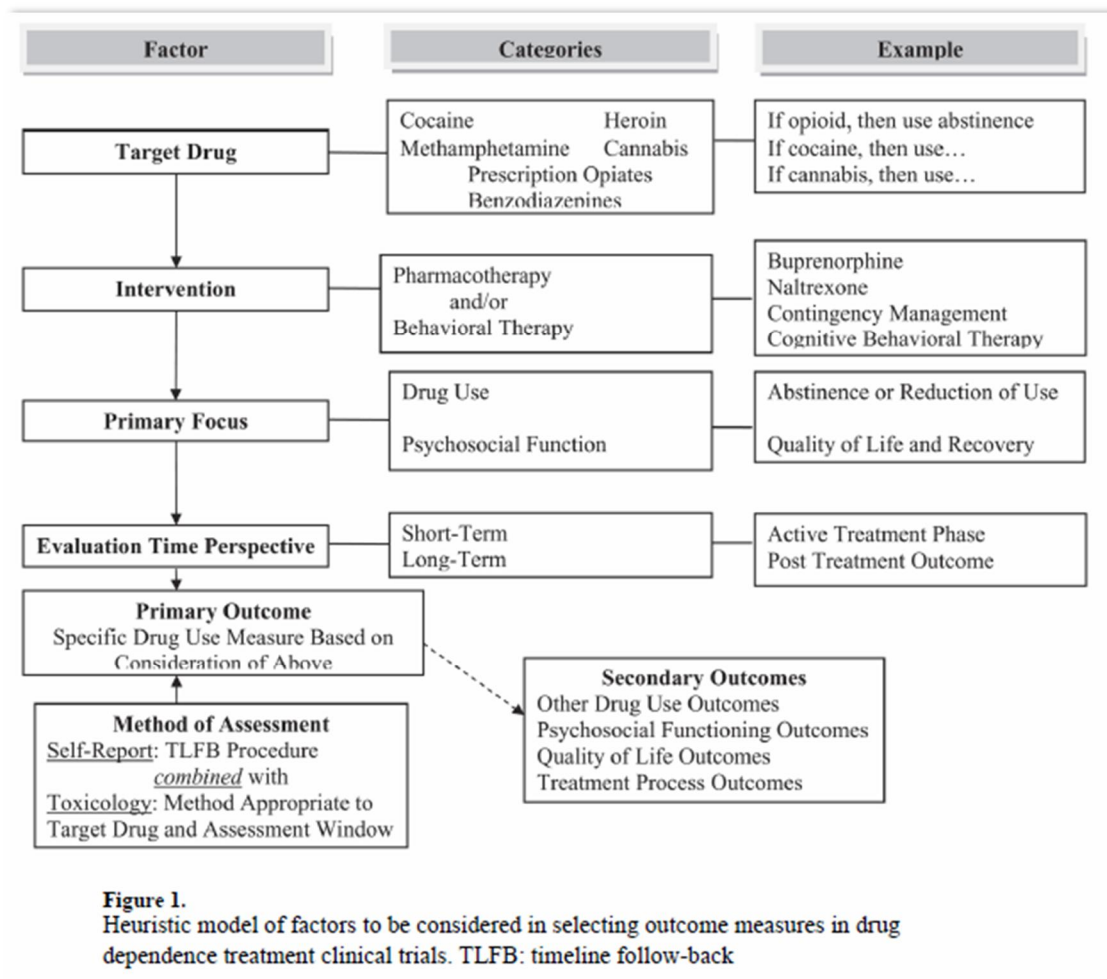 Factor
Categories
Example
Target Drug
Cocaine Heroin
Methamphetamine Cannabis
Prescription Opiates
Benzodiazenines
If opioid, then use abstinence
If cocaine, then use…
If cannabis, then use…
Intervention
Pharmacotherapy
and/or
Behavioral Therapy
Buprenorphine
Naltrexone
Contingency Management
Cognitive Behavioral Therapy
Primary Focus
Drug Use
Psychosocial Function
Abstinence or Reduction of Use
Quality of Life and Recovery
Evaluation Time Perspective
Short-Term
Long-Term
Active Treatment Phase
Post Treatment Outcome
Primary Outcome
Specific Drug Use Measure Based on
Consideration of Above
Secondary Outcomes
Other Drug Use Outcomes
Psychosocial Functioning Outcomes
Quality of Life Outcomes
Treatment Process Outcomes
Method of Assessment
Self-Report: TLFB Procedure
combined with
Toxicology: Method Appropriate to
Target Drug and Assessment Window
Figure 1.
Heuristic model of factors to be considered in selecting outcome measures in drug
dependence treatment clinical trials. TLFB: timeline follow-back